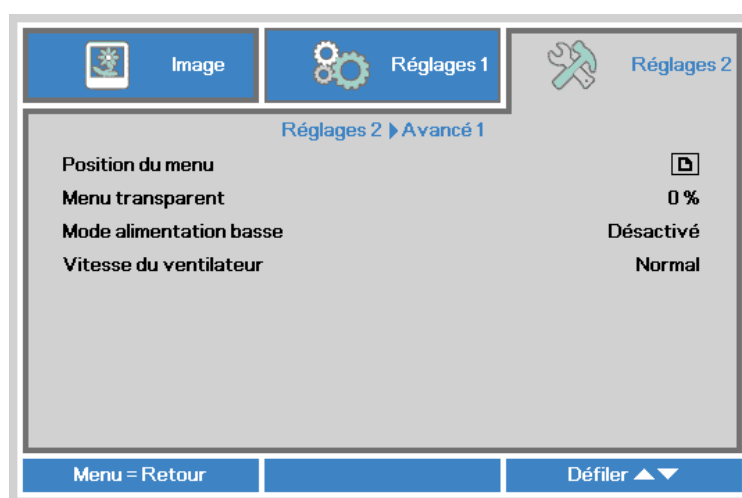 Image
Réglages 1
Réglages 2
Réglages 2 ▶ Avancé 1
Position du menu
Menu transparent 0 %
Mode alimentation basse Désactivé
Vitesse du ventilateur Normal
Menu = Retour
Défiler ▲▼